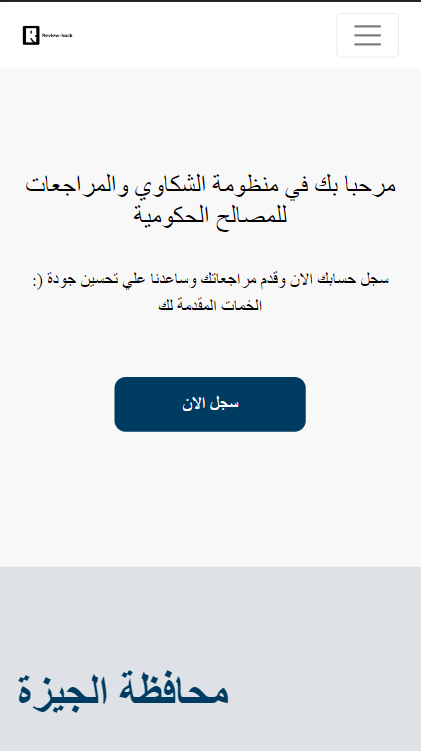 Review-hack
مرحبا بك في منظومة الشكاوي والمراجعات
للمصالح الحكومية
سجل حسابك الان وقدم مراجعاتك وساعدنا علي تحسين جودة (:
الخمات المقدمة لك
سجل الان
محافظة الجيزة